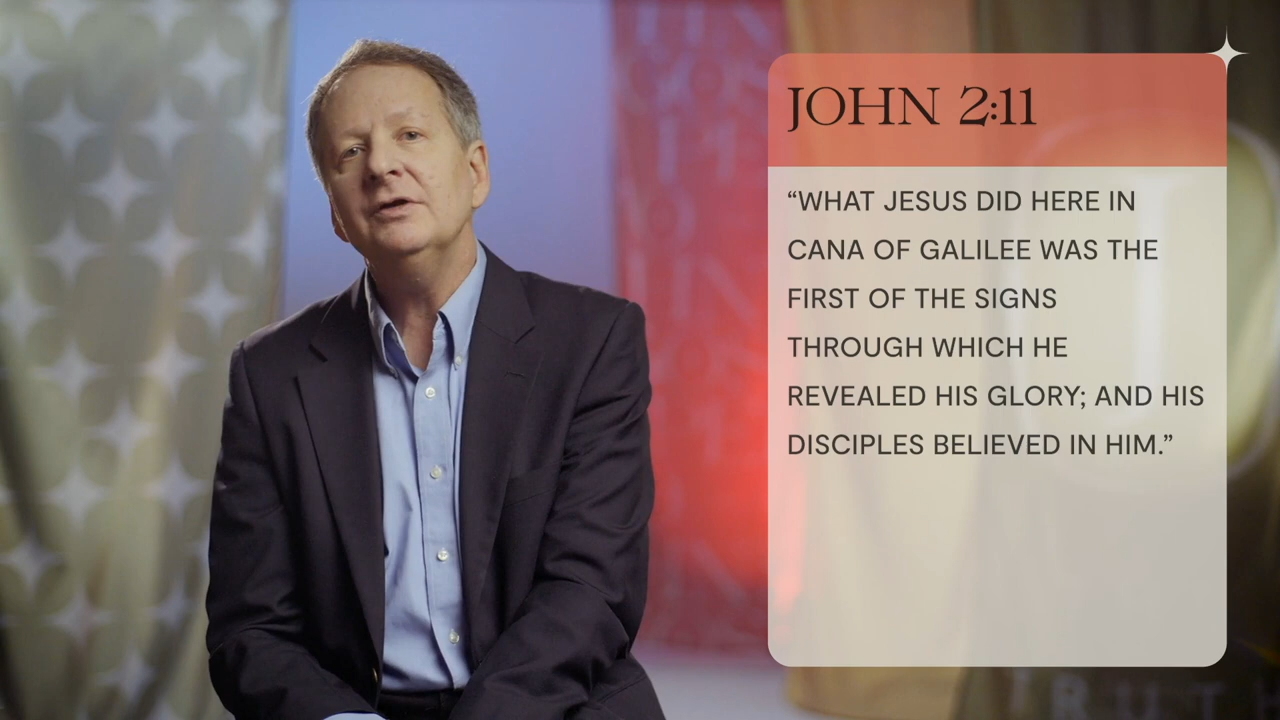 JOHN 2:11
“WHAT JESUS DID HERE IN
CANA OF GALILEE WAS THE
FIRST OF THE SIGNS
THROUGH WHICH HE
REVEALED HIS GLORY; AND HIS
DISCIPLES BELIEVED IN HIM.”
TRUTH